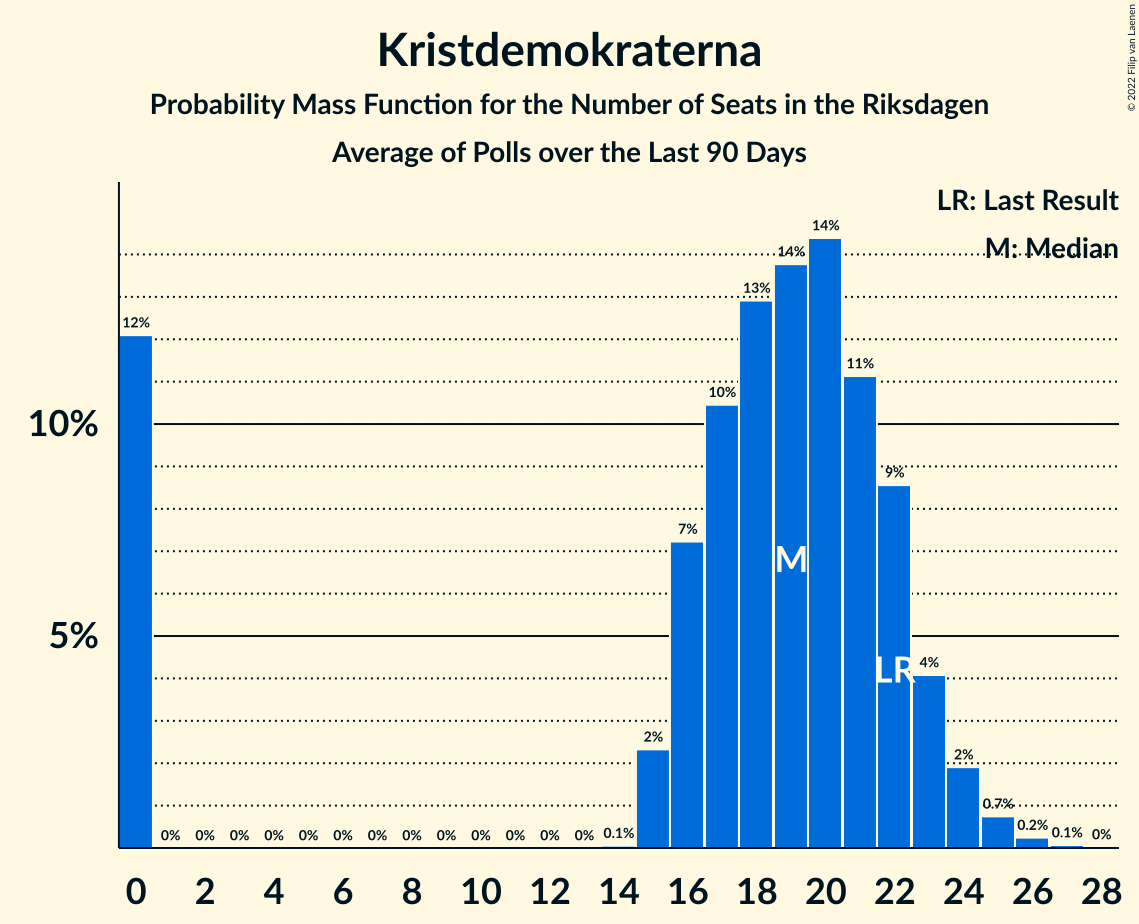 Kristdemokraterna
Probability Mass Function for the Number of Seats in the Riksdagen
Average of Polls over the Last 90 Days
© 2022 Filip van Laenen
LR: Last Result
M: Median
10%
5%
12% 0% 0% 0% 0% 0% 0% 0% 0% 0% 0% 0% 0% 0% 0.1% 2% 7% 10% 13% 14% 14% 11% 9% 4% 2% 0.7% 0.2% 0.1% 0%
M
LR
0 2 4 6 8 10 12 14 16 18 20 22 24 26 28